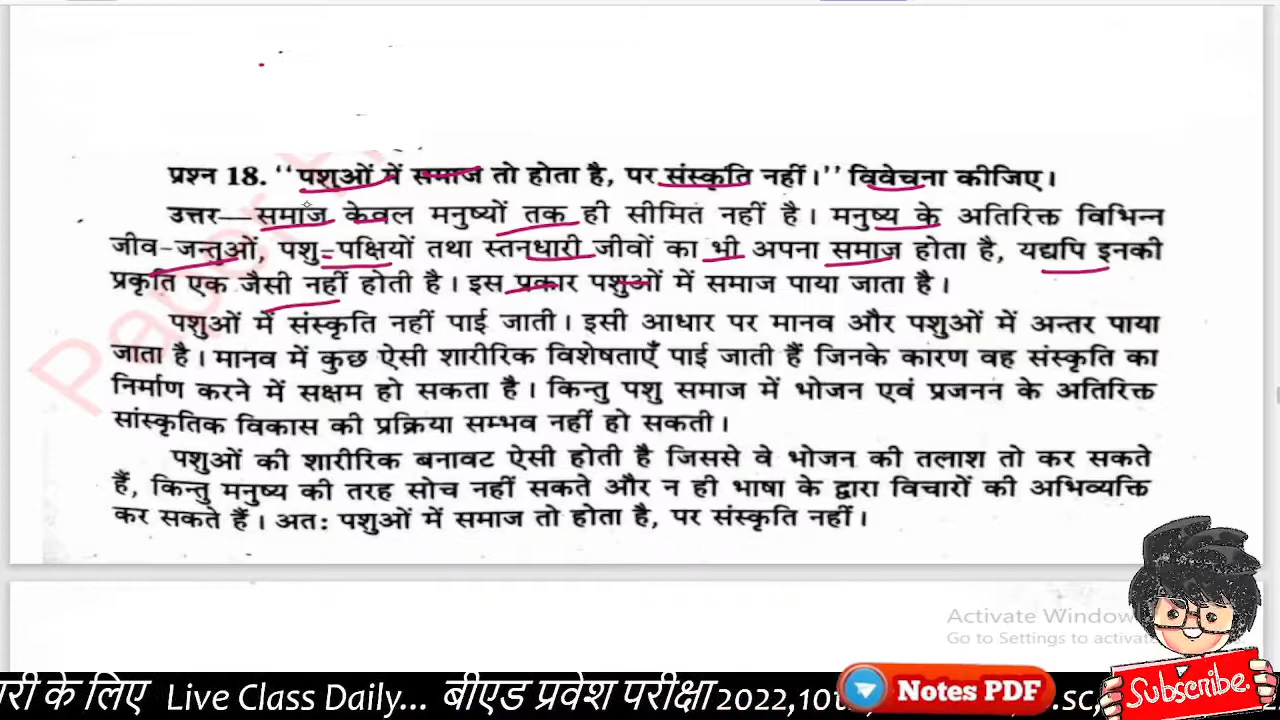 प्रश्न 18. “पशुओं में समाज तो होता है, पर संस्कृति नहीं।” विवेचना कीजिए।
उत्तर—समाज केवल मनुष्यों तक ही सीमित नहीं है। मनुष्य के अतिरिक्त विभिन्न
जीव-जन्तुओं, पशु-पक्षियों तथा स्तनधारी जीवों का भी अपना समाज होता है, यद्यपि इनकी
प्रकृति एक जैसी नहीं होती है। इस प्रकार पशुओं में समाज पाया जाता है।
पशुओं में संस्कृति नहीं पाई जाती। इसी आधार पर मानव और पशुओं में अन्तर पाया
जाता है। मानव में कुछ ऐसी शारीरिक विशेषताएँ पाई जाती हैं जिनके कारण वह संस्कृति का
निर्माण करने में सक्षम हो सकता है। किन्तु पशु समाज में भोजन एवं प्रजनन के अतिरिक्त
सांस्कृतिक विकास की प्रक्रिया सम्भव नहीं हो सकती।
पशुओं की शारीरिक बनावट ऐसी होती है जिससे वे भोजन की तलाश तो कर सकते
हैं, किन्तु मनुष्य की तरह सोच नहीं सकते और न ही भाषा के द्वारा विचारों की अभिव्यक्ति
कर सकते हैं। अतः पशुओं में समाज तो होता है, पर संस्कृति नहीं।
Activate Window
Go to Settings to activat
के लिए Live Class Daily... बीएड प्रवेश परीक्षा 2022,10t
Notes PDF
Subscribe